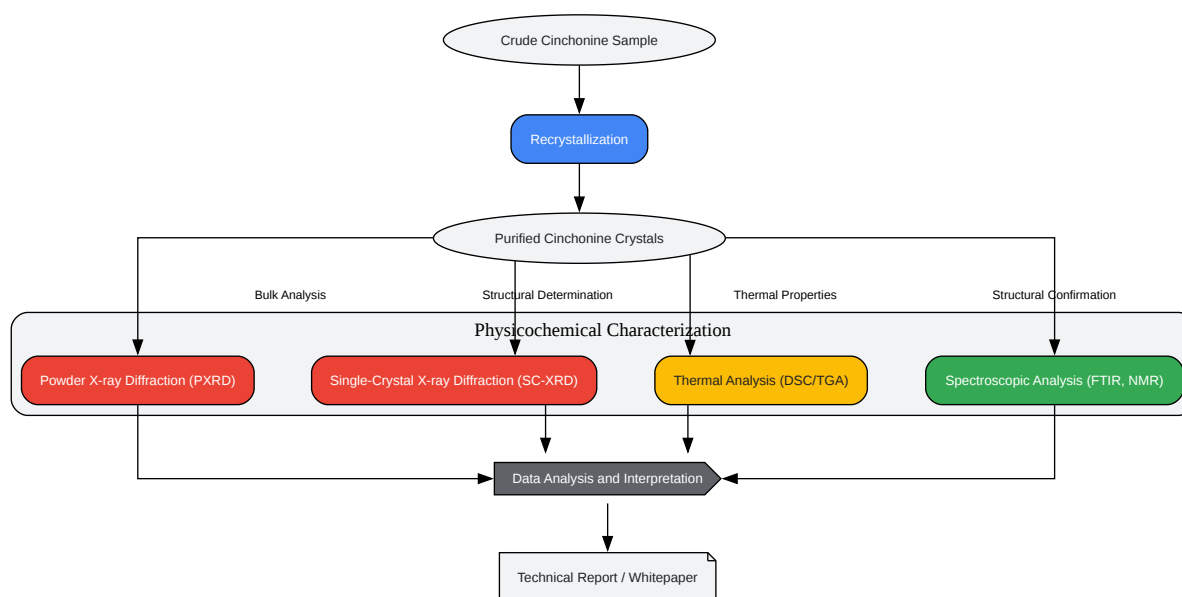 Crude Cinchonine Sample
Recrystallization
Purified Cinchonine Crystals
Bulk Analysis
Structural Determination
Thermal Properties
Structural Confirmation
Physicochemical Characterization
Powder X-ray Diffraction (PXRD)
Single-Crystal X-ray Diffraction (SC-XRD)
Thermal Analysis (DSC/TGA)
Spectroscopic Analysis (FTIR, NMR)
Data Analysis and Interpretation
Technical Report / Whitepaper